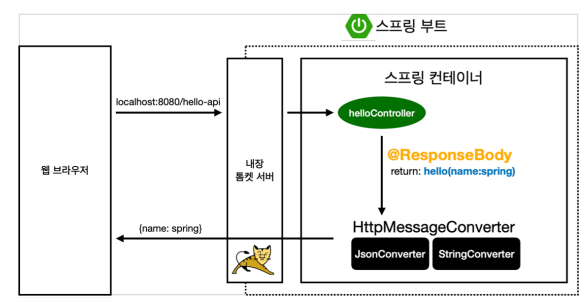 스프링 부트
스프링 컨테이너
localhost:8080/hello-api
helloController
웹 브라우저
내장
톰켓 서버
@ResponseBody
return: hello(name:spring)
HttpMessageConverter
{name: spring}
JsonConverter
StringConverter